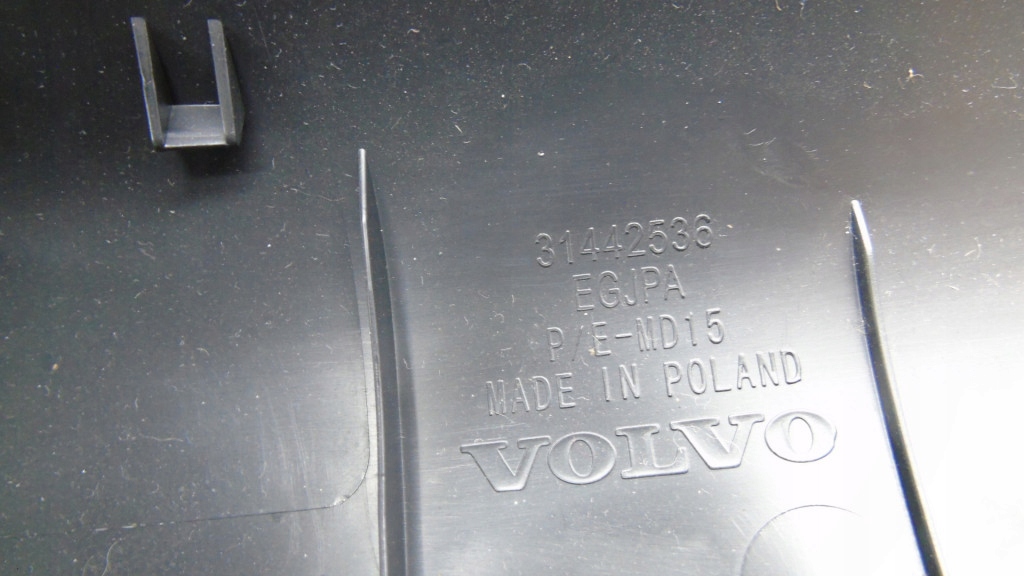 31442536
EGJPA
P/E-MD15
MADE IN POLAND
VOLVO